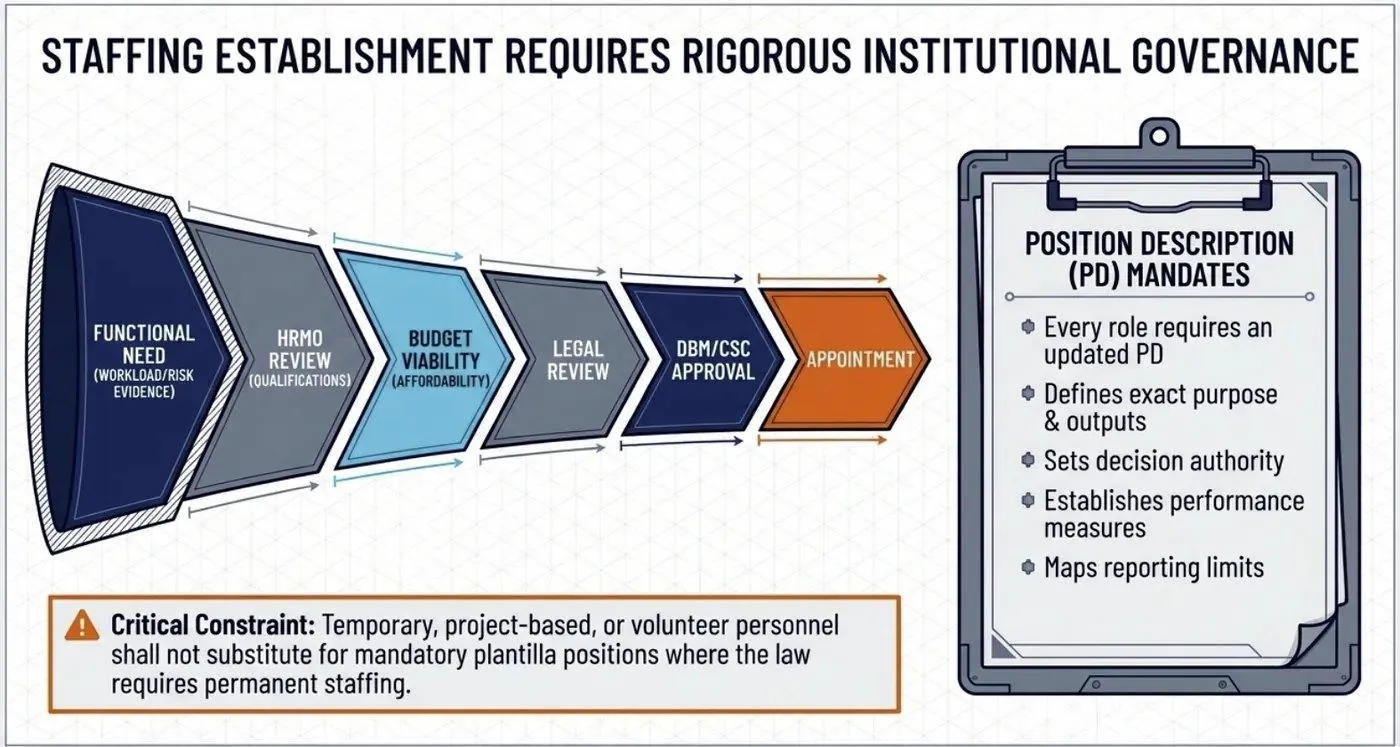 STAFFING ESTABLISHMENT REQUIRES RIGOROUS INSTITUTIONAL GOVERNANCE
FUNCTIONAL
NEED
(WORKLOAD/RISK
EVIDENCE)
HRMO
REVIEW
(QUALIFICATIONS)
BUDGET
VIABILITY
(AFFORDABILITY)
LEGAL
REVIEW
DBM/CSC
APPROVAL
APPOINTMENT
Critical Constraint: Temporary, project-based, or volunteer personnel
shall not substitute for mandatory plantilla positions where the law
requires permanent staffing.
POSITION DESCRIPTION
(PD) MANDATES
Every role requires an
updated PD
Defines exact purpose
& outputs
Sets decision authority
Establishes performance
measures
Maps reporting limits